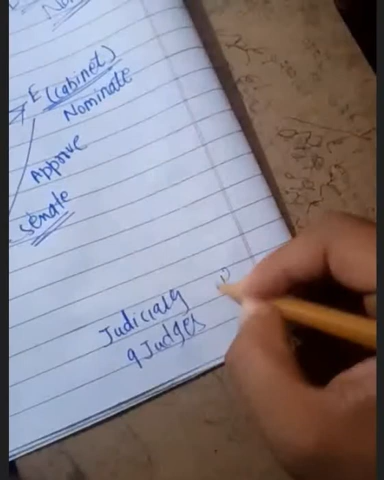 E (cabinet)
Nominate
Approve
Senate
Judiciary
9 Judges